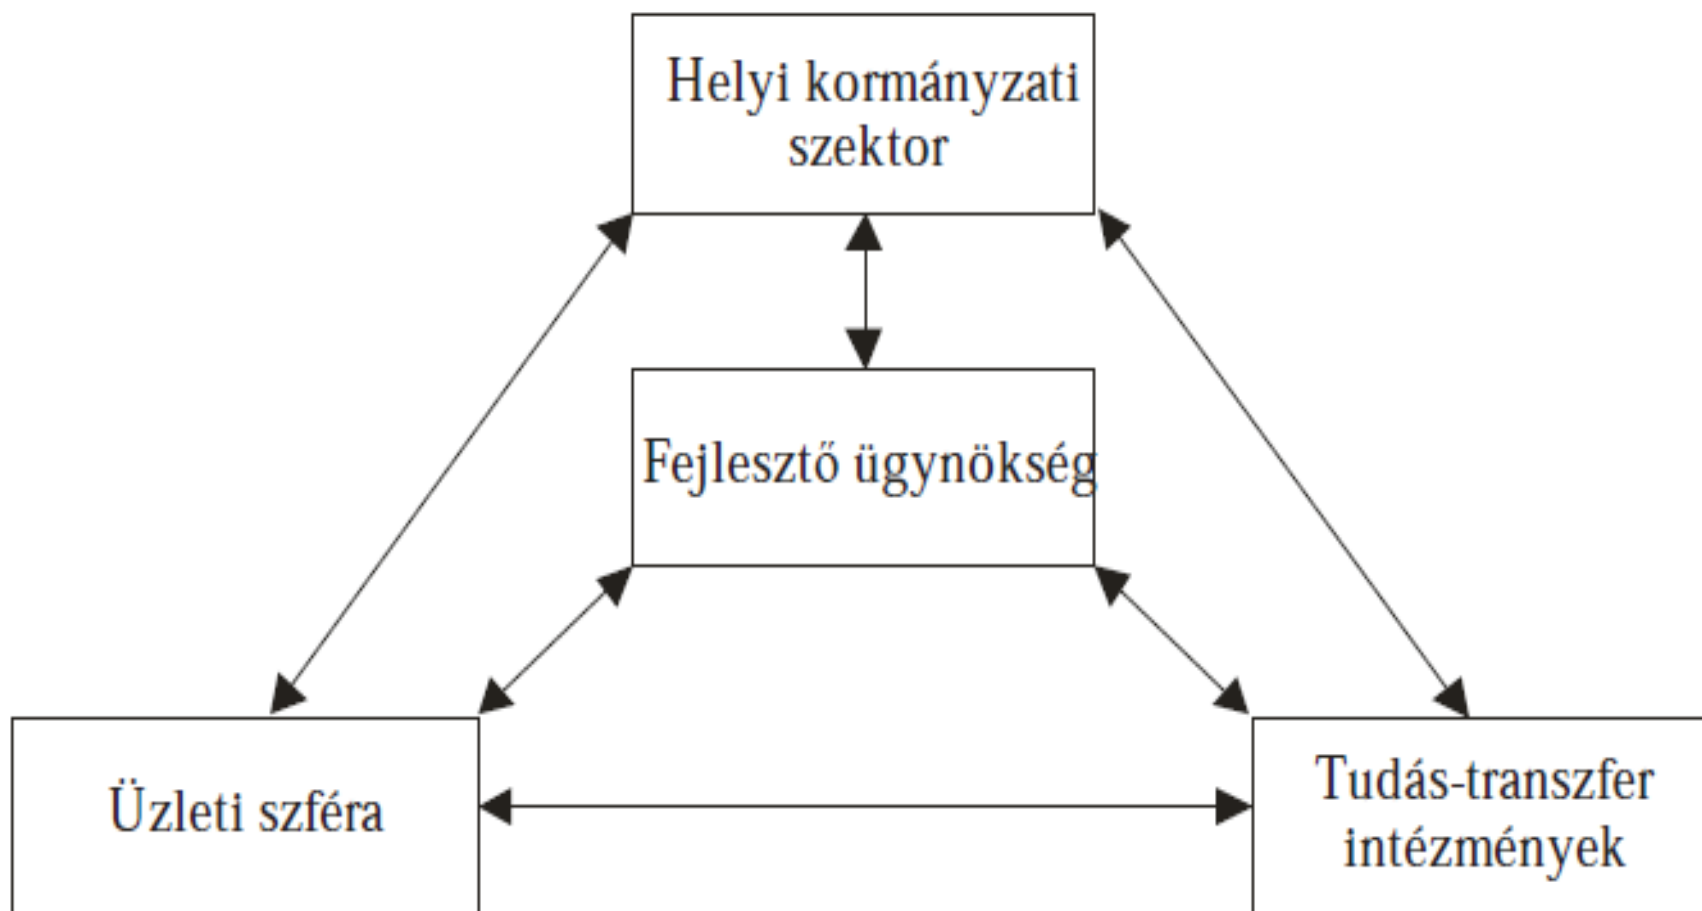 Helyi kormányzati
szektor
Fejlesztő ügynökség
Üzleti szféra
Tudás-transzfer
intézmények